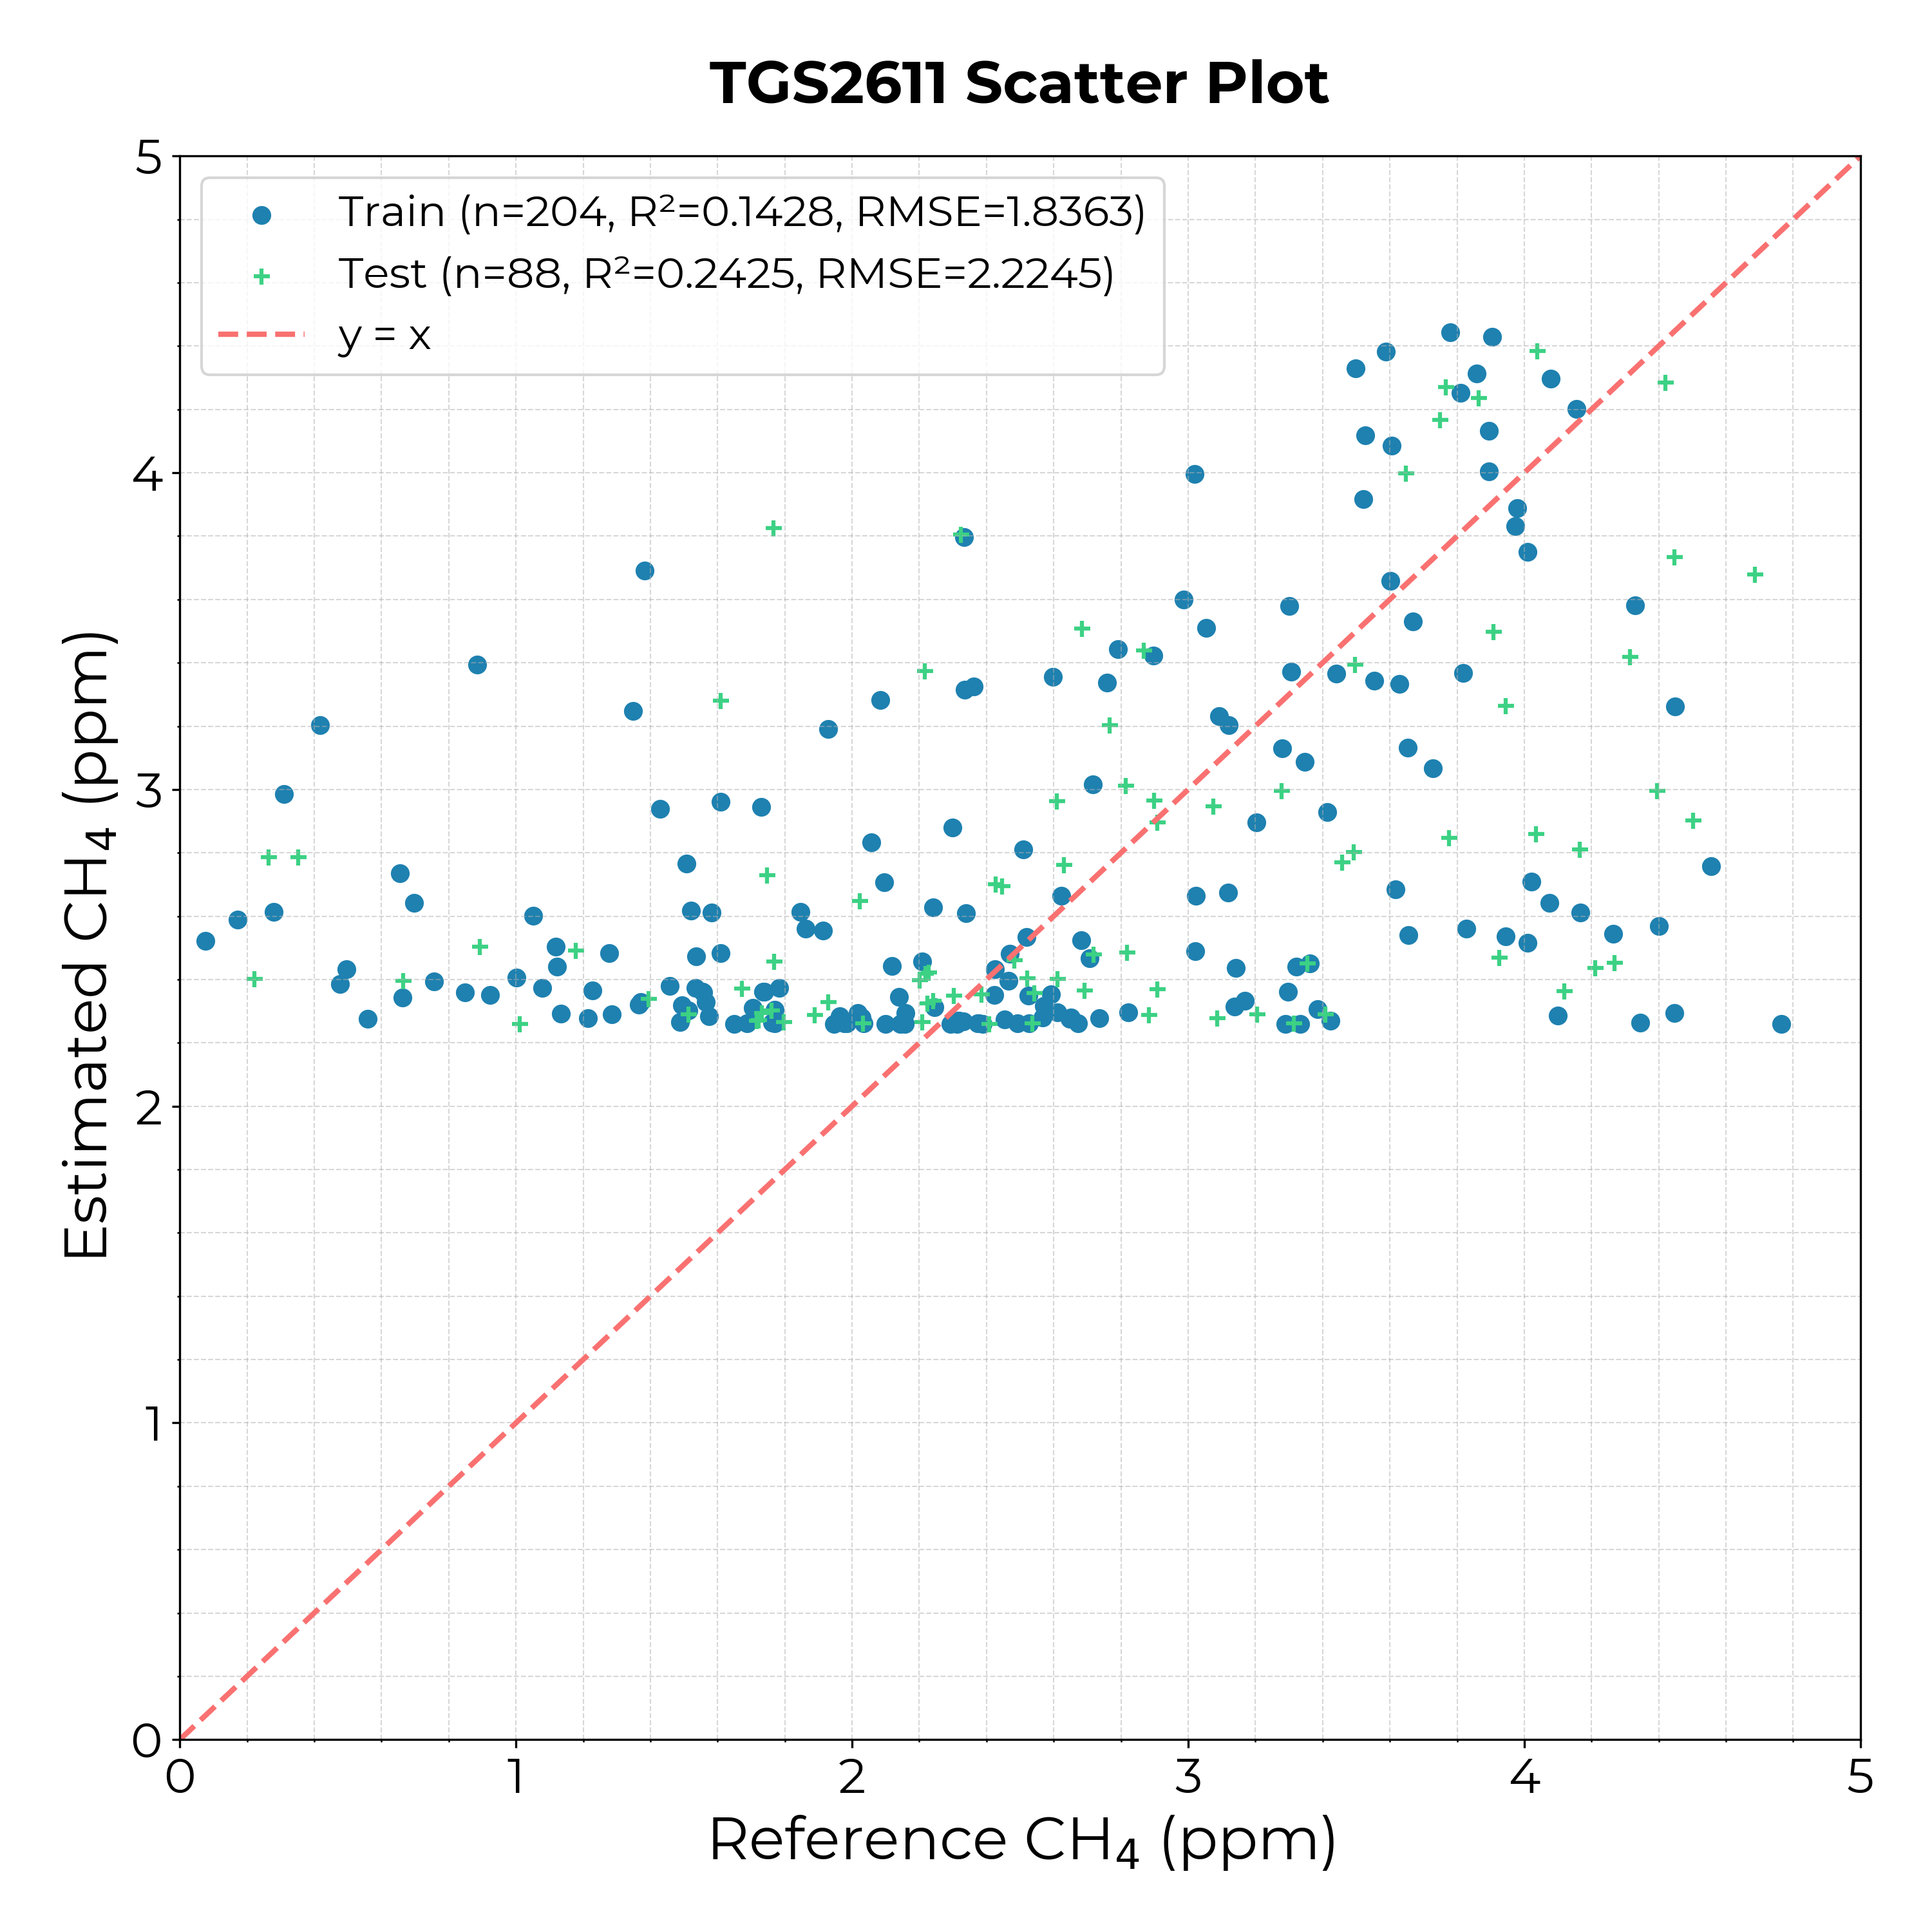 TGS2611 Scatter Plot
Train (n=204, R²=0.1428, RMSE=1.8363)
Test (n=88, R²=0.2425, RMSE=2.2245)
y = x
5
4
3
2
1
0
Estimated CH₄ (ppm)
0 1 2 3 4 5
Reference CH₄ (ppm)